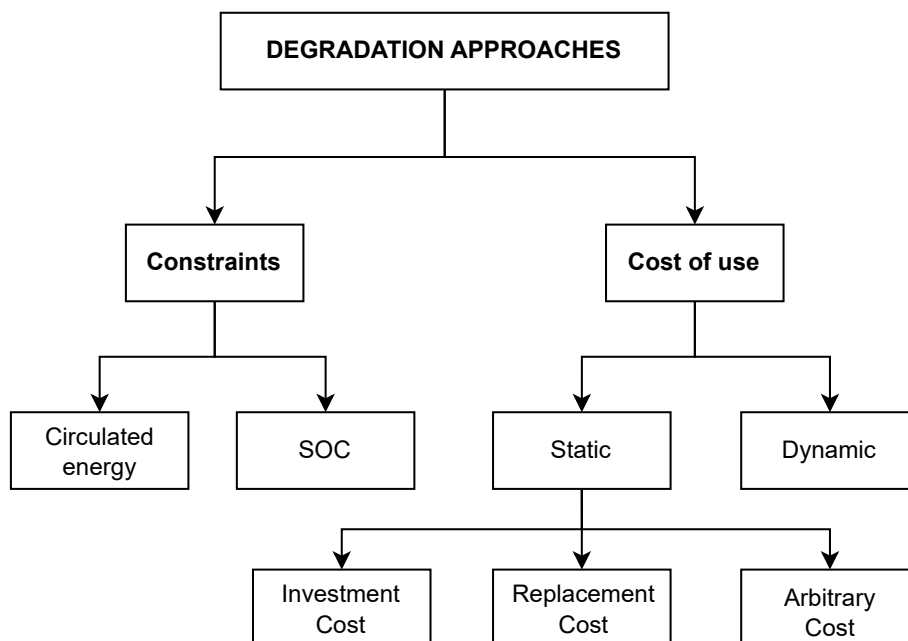 DEGRADATION APPROACHES
Constraints
Cost of use
Circulated
energy
SOC
Static
Dynamic
Investment
Cost
Replacement
Cost
Arbitrary
Cost